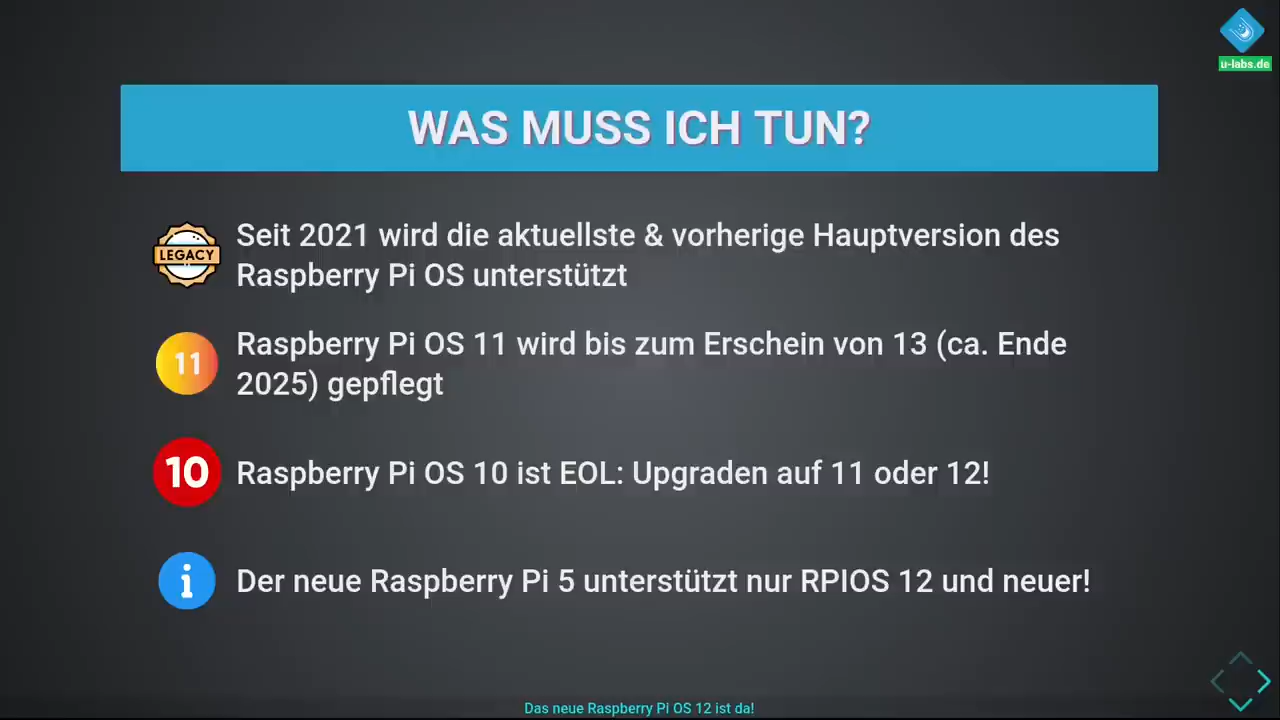 u-labs.de
WAS MUSS ICH TUN?
LEGACY
Seit 2021 wird die aktuellste & vorherige Hauptversion des
Raspberry Pi OS unterstützt
11
Raspberry Pi OS 11 wird bis zum Erschein von 13 (ca. Ende
2025) gepflegt
10
Raspberry Pi OS 10 ist EOL: Upgraden auf 11 oder 12!
i
Der neue Raspberry Pi 5 unterstützt nur RPIOS 12 und neuer!
Das neue Raspberry PI OS 12 ist da!